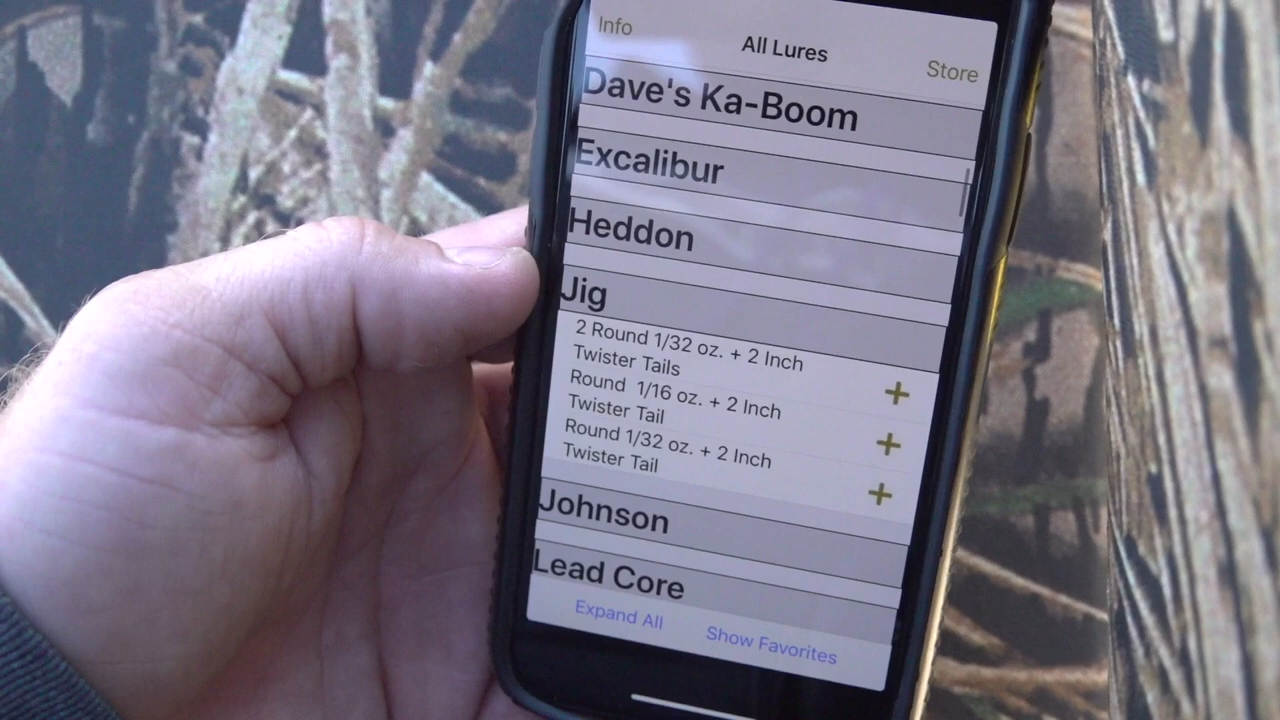 Info
All Lures
Store
Dave's Ka-Boom
Excalibur
Heddon
Jig
2 Round 1/32 oz. + 2 Inch
Twister Tails
Round 1/16 oz. + 2 Inch
Twister Tail
Round 1/32 oz. + 2 Inch
Twister Tail
Johnson
Lead Core
Expand All
Show Favorites